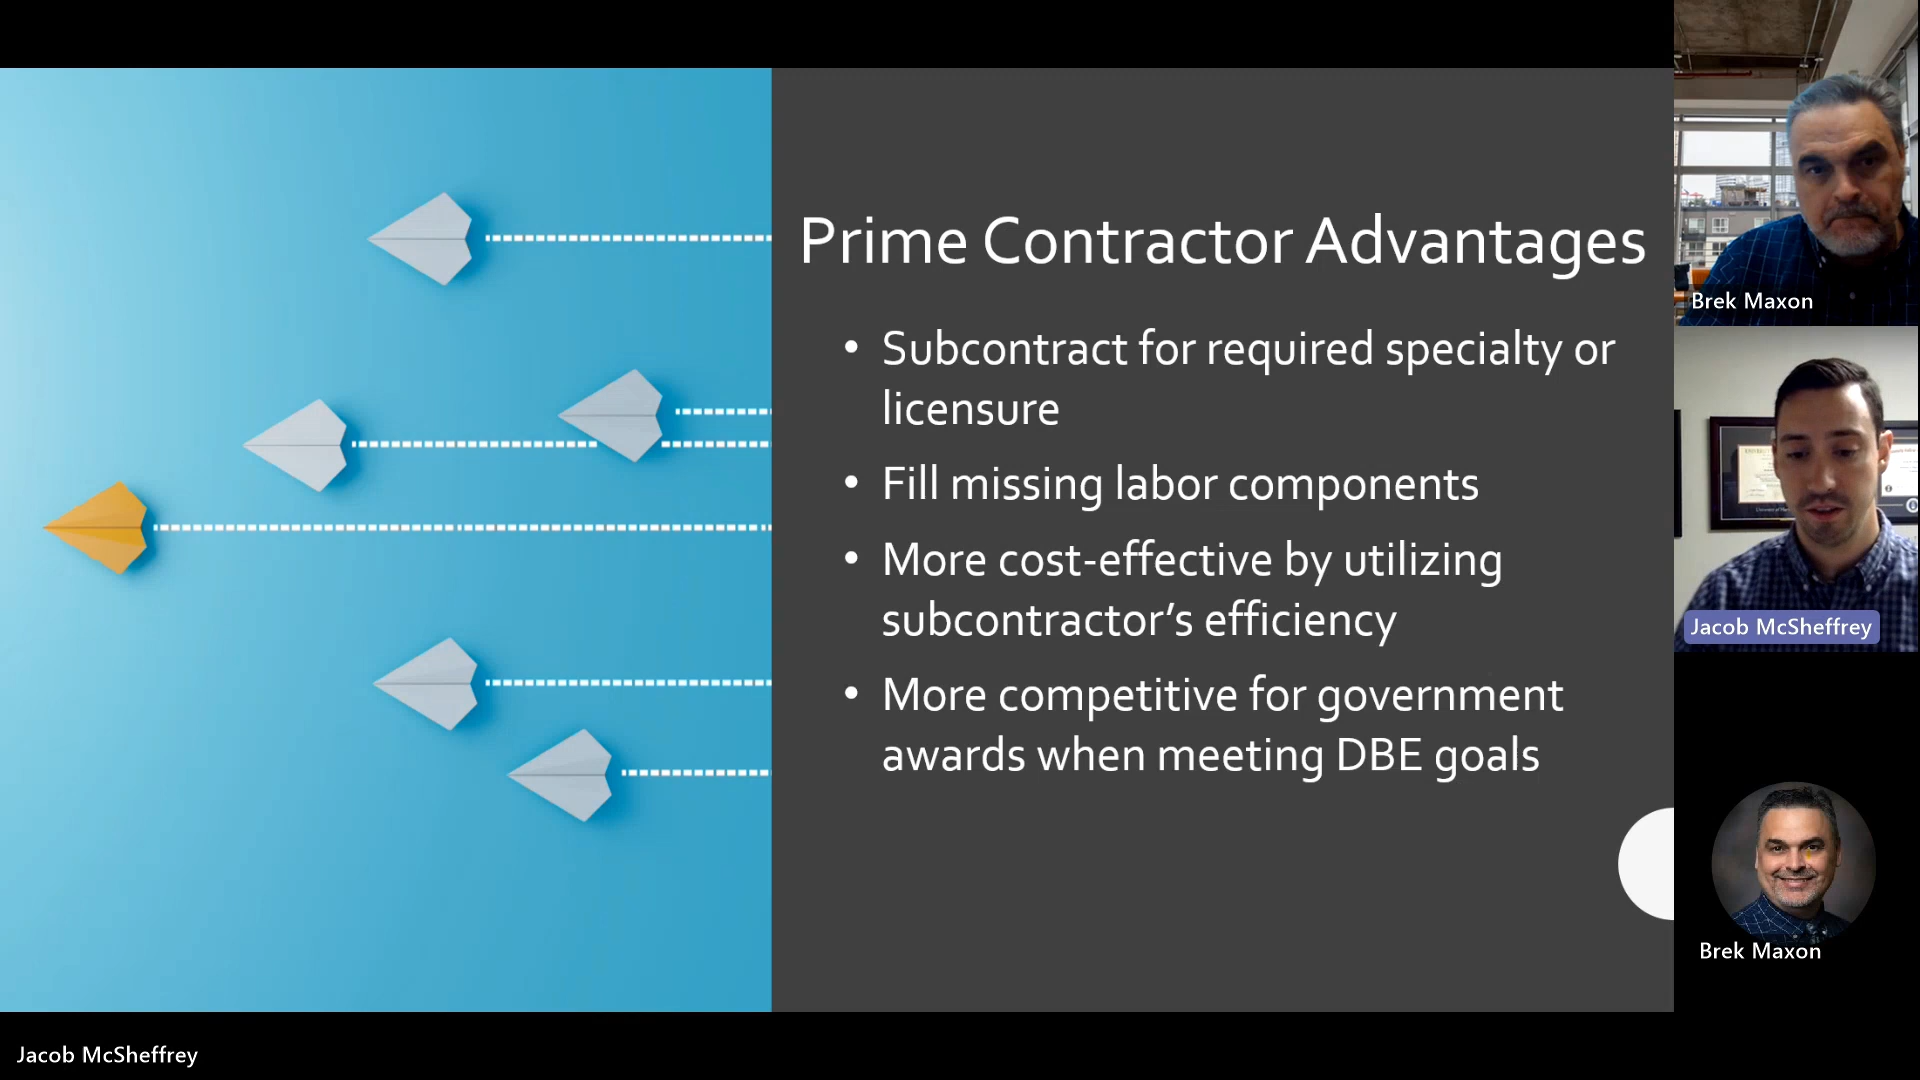 Prime Contractor Advantages
• Subcontract for required specialty or
licensure
• Fill missing labor components
• More cost-effective by utilizing
subcontractor’s efficiency
• More competitive for government
awards when meeting DBE goals
Brek Maxon
Jacob McSheffrey
Brek Maxon
Jacob McSheffrey